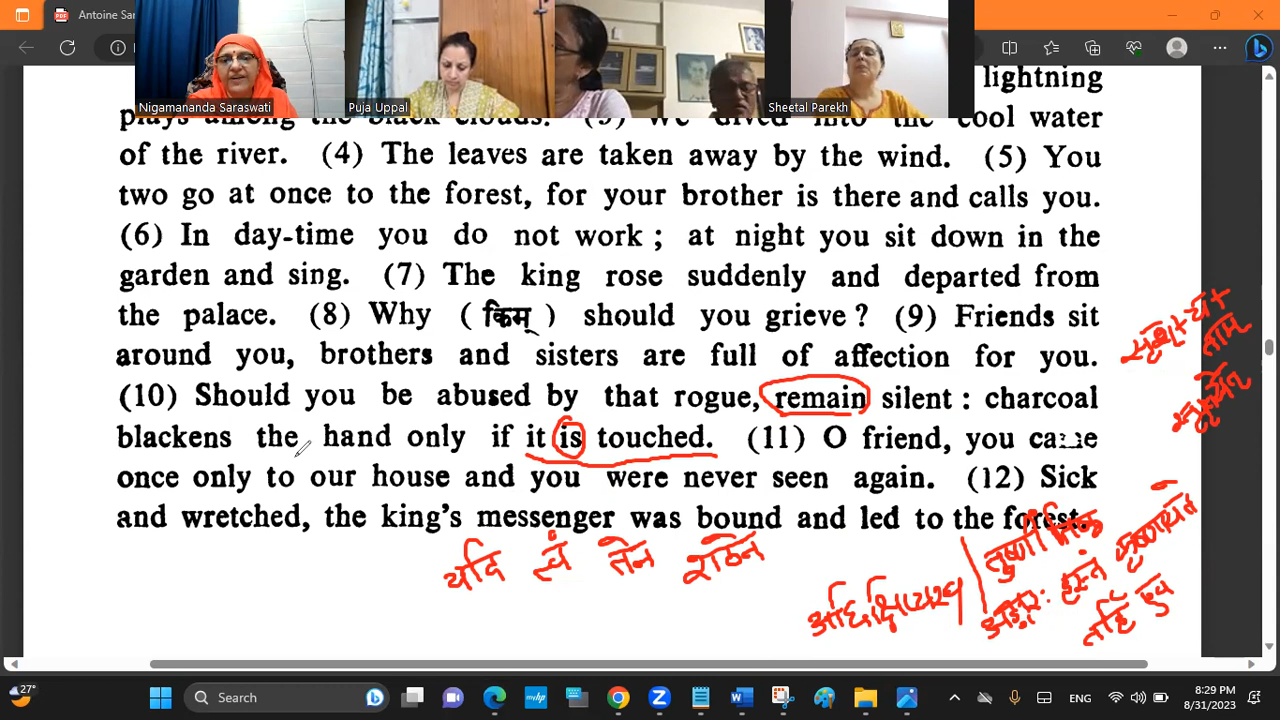 Antoine Sar
Nigamananda Saraswati
Puja Uppal
Sheetal Parekh
lightning
plays among the black clouds. (3) We dived into the cool water
of the river. (4) The leaves are taken away by the wind. (5) You
two go at once to the forest, for your brother is there and calls you.
(6) In day-time you do not work ; at night you sit down in the
garden and sing. (7) The king rose suddenly and departed from
the palace. (8) Why ( किम् ) should you grieve ? (9) Friends sit
around you, brothers and sisters are full of affection for you.
(10) Should you be abused by that rogue, remain silent : charcoal
blackens the hand only if it is touched. (11) O friend, you came
once only to our house and you were never seen again. (12) Sick
and wretched, the king's messenger was bound and led to the forest.
यदि त्वं तेन शठेन
तर्हि एव
27°
Search
ENG
8:29 PM
8/31/2023